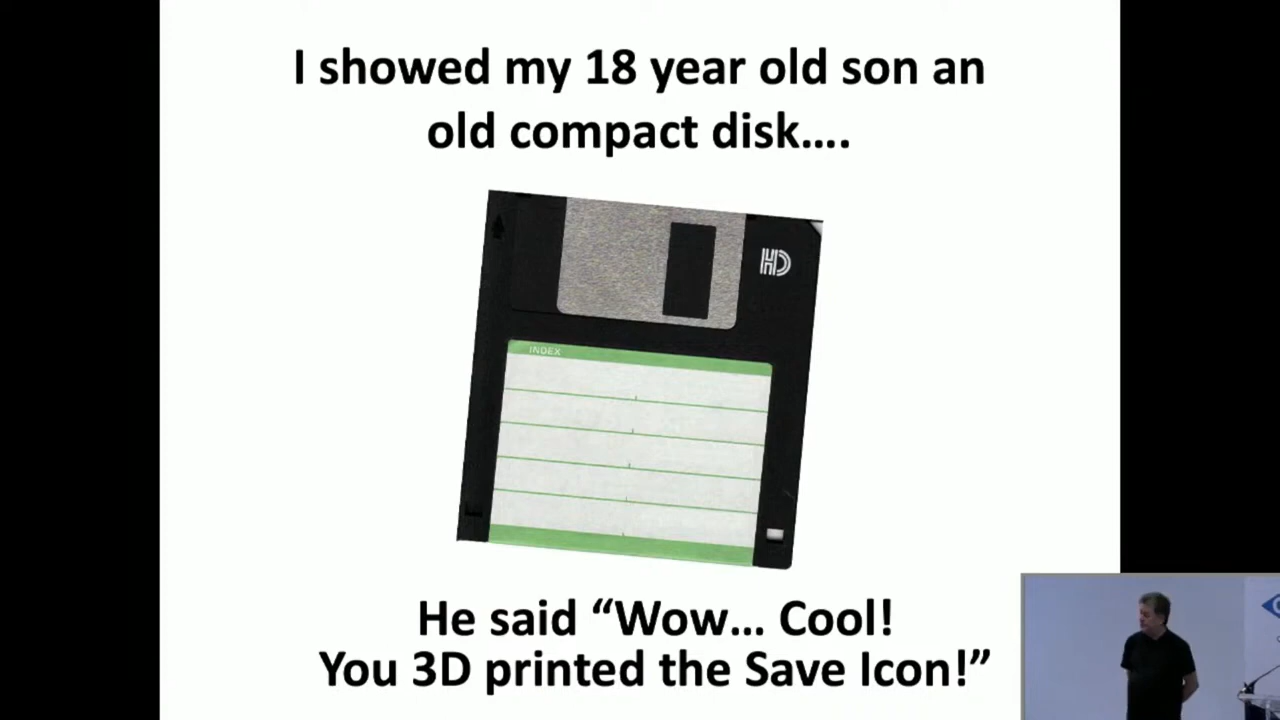 I showed my 18 year old son an
old compact disk….
HD
INDEX
He said “Wow… Cool!
You 3D printed the Save Icon!”